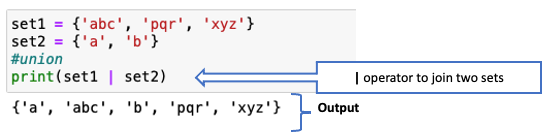 set1 = {'abc', 'pqr', 'xyz'}
set2 = {'a', 'b'}
#union
print(set1 | set2)
| operator to join two sets
{'a', 'abc', 'b', 'pqr', 'xyz'}
Output